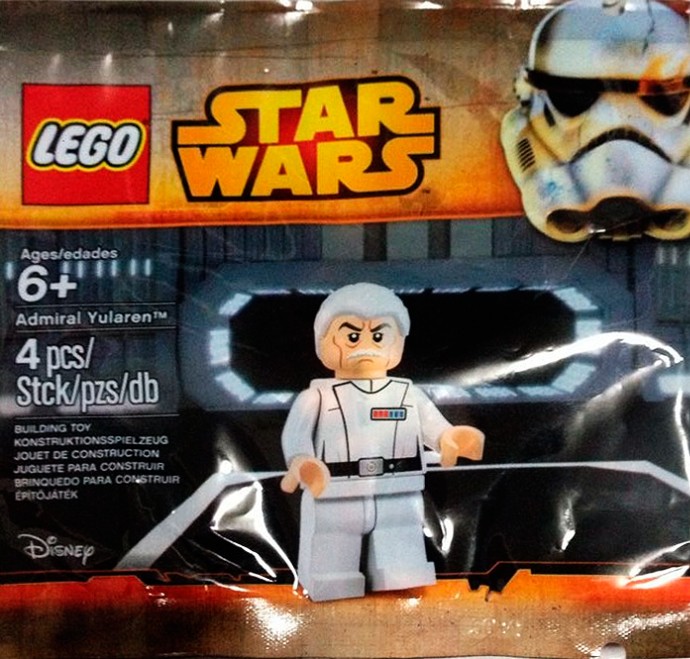 LEGO
STAR
WARS
Ages/edades
6+
Admiral Yularen™
4 pcs/
Stck/pzs/db
BUILDING TOY
KONSTRUKTIONSSPIELZEUG
JOUET DE CONSTRUCTION
JUGUETE PARA CONSTRUIR
BRINQUEDO PARA CONSTRUIR
ÉPÍTŐJÁTÉK
Disney